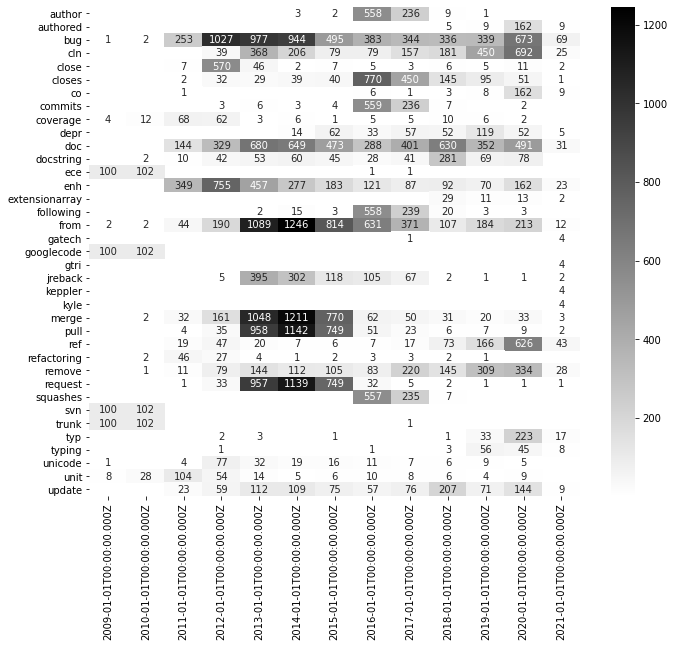 author 3 2 558 236 9 1
authored 5 9 162 9
bug 1 2 253 1027 977 944 495 383 344 336 339 673 69
cln 39 368 206 79 79 157 181 450 692 25
close 7 570 46 2 7 5 3 6 5 11 2
closes 2 32 29 39 40 770 450 145 95 51 1
co 1 6 1 3 8 162 9
commits 3 6 3 4 559 236 7 2
coverage 4 12 68 62 3 6 1 5 5 10 6 2
depr 14 62 33 57 52 119 52 5
doc 144 329 680 649 473 288 401 630 352 491 31
docstring 2 10 42 53 60 45 28 41 281 69 78
ece 100 102 1 1
enh 349 755 457 277 183 121 87 92 70 162 23
extensionarray 29 11 13 2
following 2 15 3 558 239 20 3 3
from 2 2 44 190 1089 1246 814 631 371 107 184 213 12
gatech 1 4
googlecode 100 102
gtri 4
jreback 5 395 302 118 105 67 2 1 1 2
keppler 4
kyle 4
merge 2 32 161 1048 1211 770 62 50 31 20 33 3
pull 4 35 958 1142 749 51 23 6 7 9 2
ref 19 47 20 7 6 7 17 73 166 626 43
refactoring 2 46 27 4 1 2 3 3 2 1
remove 1 11 79 144 112 105 83 220 145 309 334 28
request 1 33 957 1139 749 32 5 2 1 1 1
squashes 557 235 7
svn 100 102
trunk 100 102 1
typ 2 3 1 1 33 223 17
typing 1 1 3 56 45 8
unicode 1 4 77 32 19 16 11 7 6 9 5
unit 8 28 104 54 14 5 6 10 8 6 4 9
update 23 59 112 109 75 57 76 207 71 144 9
2009-01-01T00:00:00.000Z
2010-01-01T00:00:00.000Z
2011-01-01T00:00:00.000Z
2012-01-01T00:00:00.000Z
2013-01-01T00:00:00.000Z
2014-01-01T00:00:00.000Z
2015-01-01T00:00:00.000Z
2016-01-01T00:00:00.000Z
2017-01-01T00:00:00.000Z
2018-01-01T00:00:00.000Z
2019-01-01T00:00:00.000Z
2020-01-01T00:00:00.000Z
2021-01-01T00:00:00.000Z
1200
1000
800
600
400
200